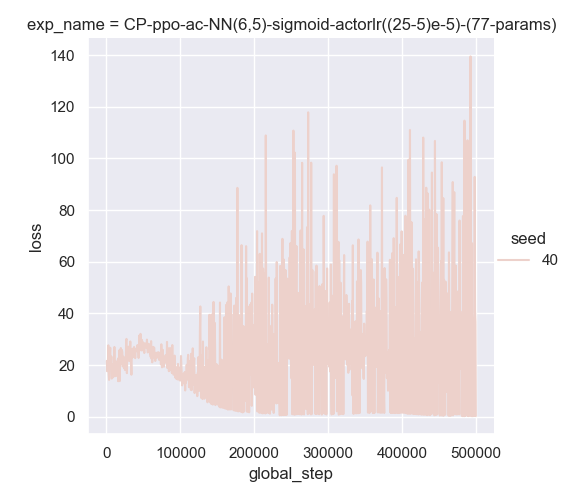 exp_name = CP-ppo-ac-NN(6,5)-sigmoid-actorlr((25-5)e-5)-(77-params)
140
120
100
80
60
40
20
0
loss
0 100000 200000 300000 400000 500000
global_step
seed
40